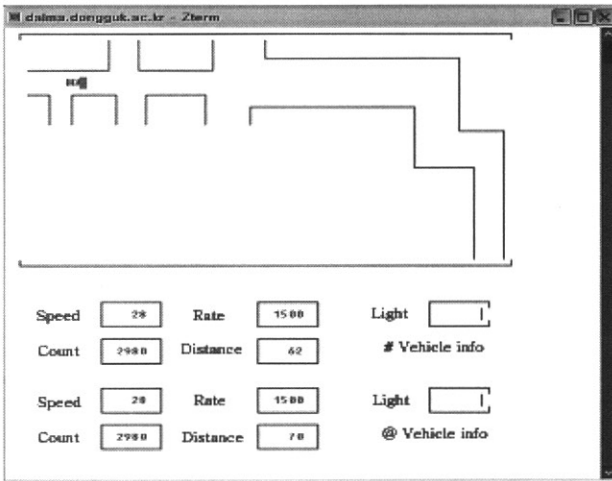 dalma.dongguk.ac.kr - Zterm
Speed 28 Rate 1500 Light
Count 2980 Distance 62 # Vehicle info
Speed 28 Rate 1500 Light
Count 2980 Distance 70 @ Vehicle info